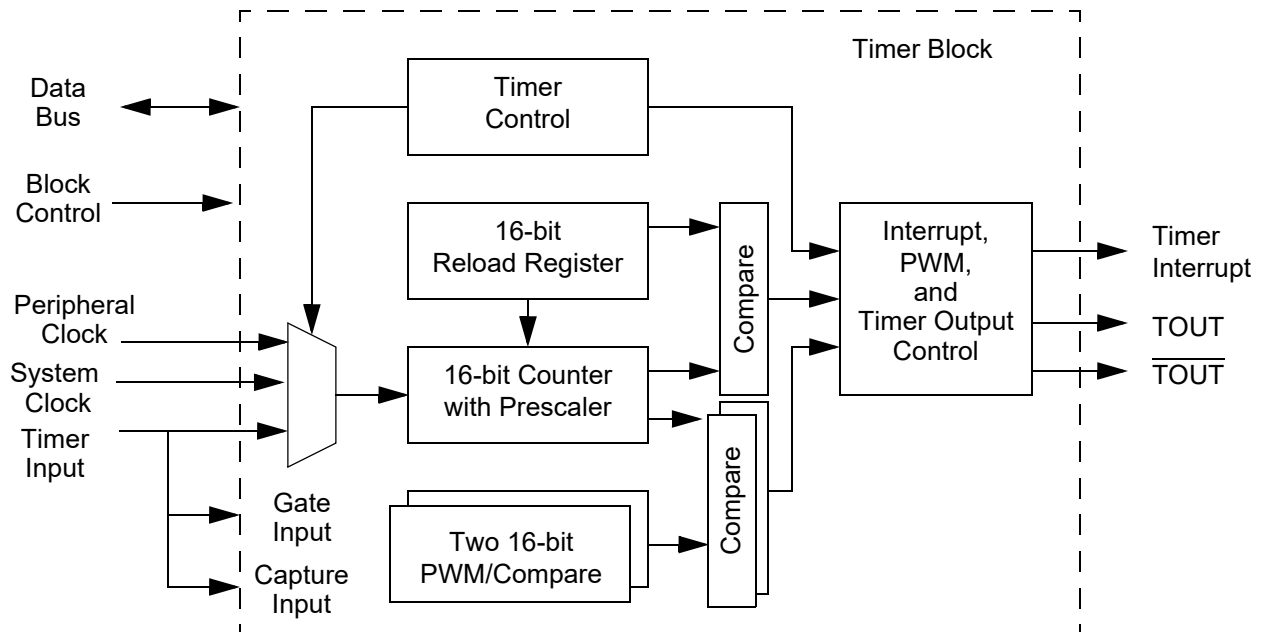 Timer Block
Data
Bus
Timer
Control
Block
Control
16-bit
Reload Register
Compare
Interrupt,
PWM,
and
Timer Output
Control
Timer
Interrupt
TOUT
TOUT
Peripheral
Clock
System
Clock
Timer
Input
16-bit Counter
with Prescaler
Gate
Input
Capture
Input
Two 16-bit
PWM/Compare
Compare